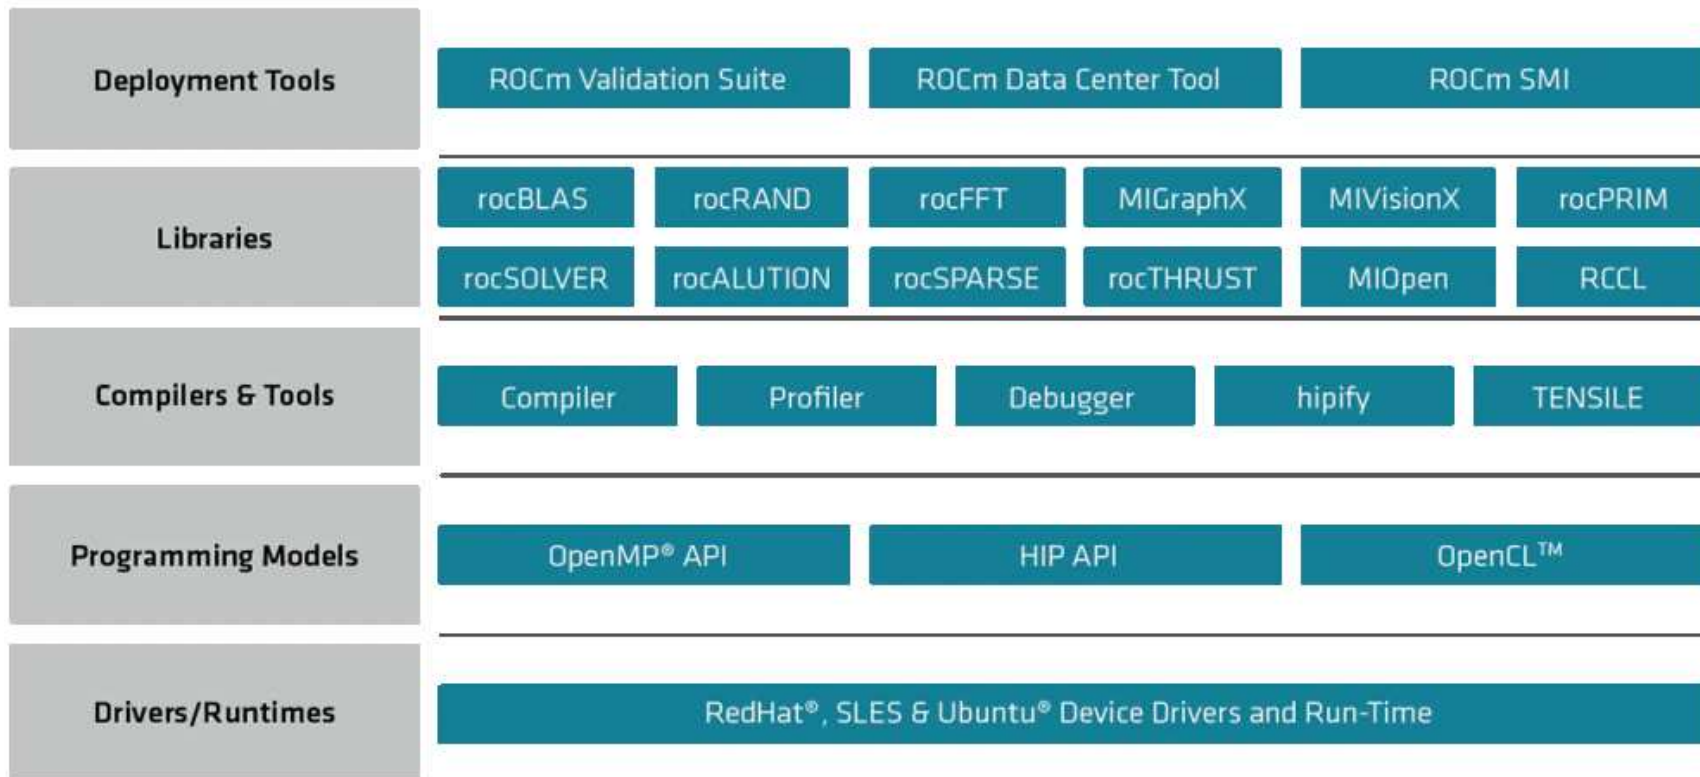 Deployment Tools
ROCm Validation Suite
ROCm Data Center Tool
ROCm SMI
Libraries
rocBLAS
rocRAND
rocFFT
MIGraphX
MIVisionX
rocPRIM
rocSOLVER
rocALUTION
rocSPARSE
rocTHRUST
MIOpen
RCCL
Compilers & Tools
Compiler
Profiler
Debugger
hipify
TENSILE
Programming Models
OpenMP® API
HIP API
OpenCL™
Drivers/Runtimes
RedHat®, SLES & Ubuntu® Device Drivers and Run-Time